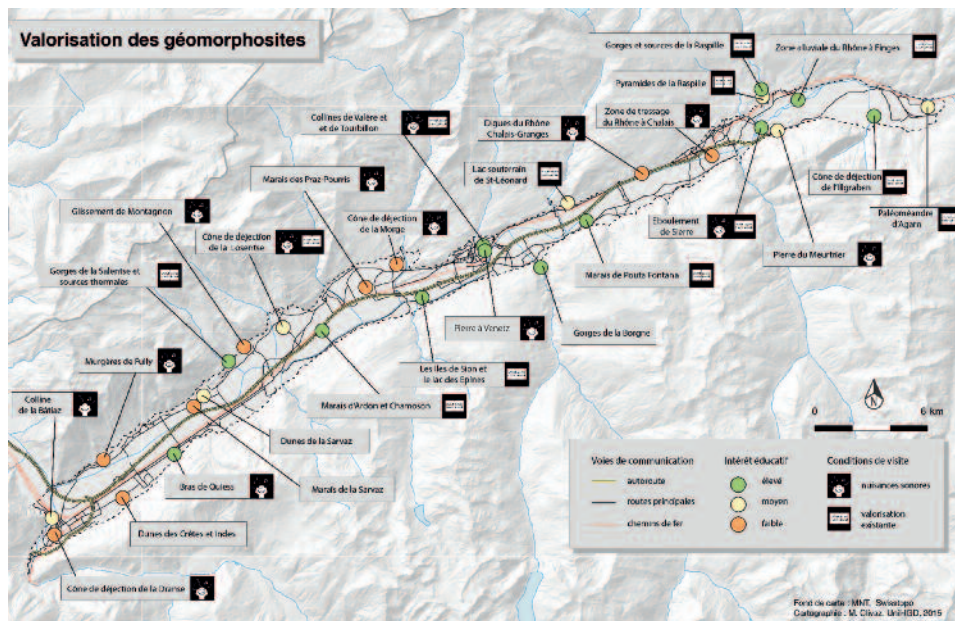 Valorisation des géomorphosites
Gorges et sources de la Raspille
Zone alluviale du Rhône à Finges
Pyramides de la Raspille
Collines de Valère et
et de Tourbillon
Digues du Rhône
Chalais-Granges
Zone de tressage
du Rhône à Chalais
Lac souterrain
de St-Léonard
Marais des Praz-Pourris
Cône de déjection
de l'Illgraben
Glissement de Montagnon
Cône de déjection
de la Morge
Eboulement
de Sierre
Paléoméandre
d'Agarn
Cône de déjection
de la Losentse
Pierre du Meurtrier
Gorges de la Salentse et
sources thermales
Marais de Pouta Fontana
Pierre à Venetz
Gorges de la Borgne
Murgères de Fully
Les Iles de Sion et
le lac des Epines
Colline
de la Bâtiaz
Marais d'Ardon et Chamoson
0 6 km
N
Dunes de la Sarvaz
Bras de Quiess
Marais de la Sarvaz
Dunes des Crêtes et Indes
Cône de déjection de la Dranse
Voies de communication
autoroute
routes principales
chemins de fer
Intérêt éducatif
élevé
moyen
faible
Conditions de visite
nuisances sonores
valorisation
existante
Fond de carte : MNT, Swisstopo
Cartographie : M. Clivaz, Unil-IGD, 2015